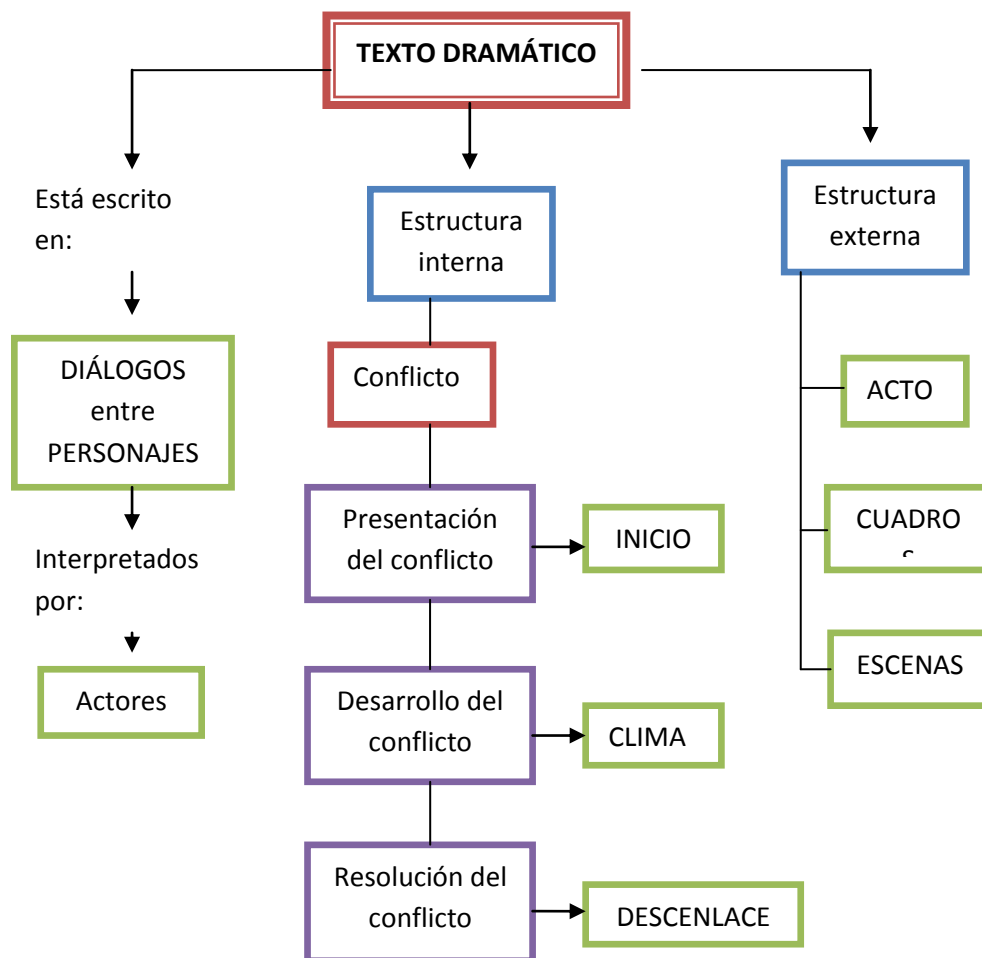 TEXTO DRAMÁTICO
Está escrito
en:
DIÁLOGOS
entre
PERSONAJES
Interpretados
por:
Actores
Estructura
interna
Conflicto
Presentación
del conflicto
INICIO
Desarrollo del
conflicto
CLIMA
Resolución del
conflicto
DESCENLACE
Estructura
externa
ACTO
CUADRO
S
ESCENAS